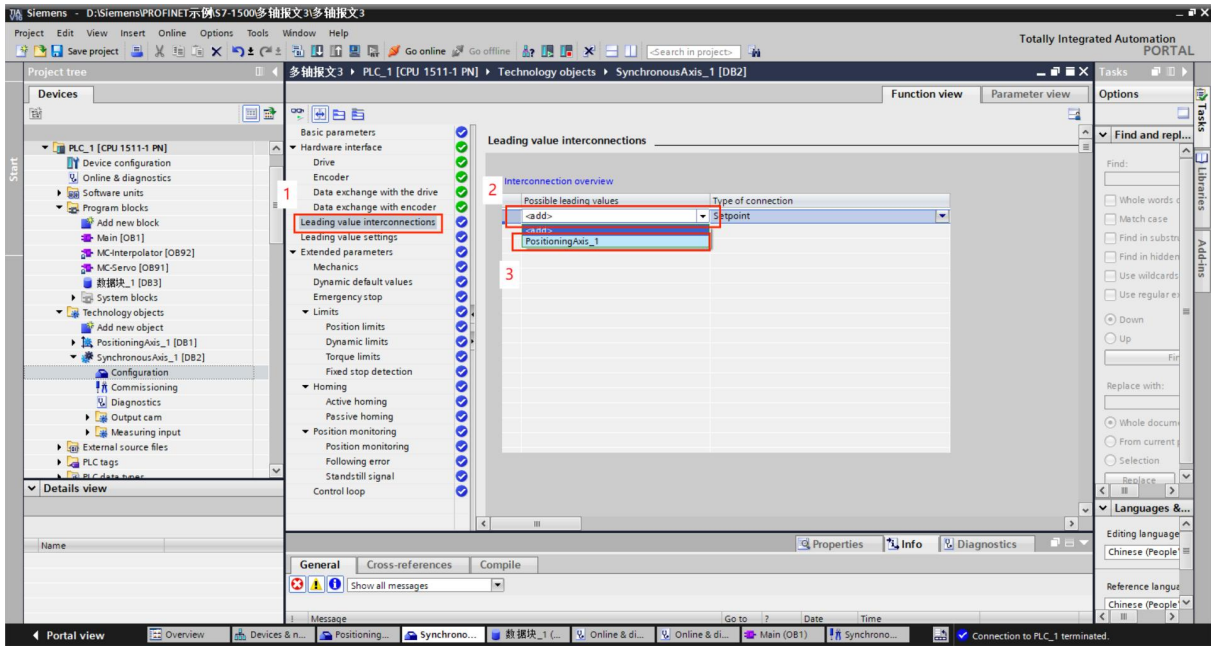 Siemens - D:\Siemens\PROFINET示例\S7-1500\多轴报文3\多轴报文3
Project Edit View Insert Online Options Tools Window Help
Totally Integrated Automation
PORTAL
Save project
Go online
Go offline
<Search in project>
Project tree
多轴报文3 PLC_1 [CPU 1511-1 PN] Technology objects SynchronousAxis_1 [DB2]
Tasks
Devices
Function view
Parameter view
Options
Start
PLC_1 [CPU 1511-1 PN]
Device configuration
Online & diagnostics
Software units
Program blocks
Add new block
Main [OB1]
MC-Interpolator [OB92]
MC-Servo [OB91]
数据块_1 [DB3]
System blocks
Technology objects
Add new object
PositioningAxis_1 [DB1]
SynchronousAxis_1 [DB2]
Configuration
Commissioning
Diagnostics
Output cam
Measuring input
External source files
PLC tags
PLC data types
Details view
Name
Basic parameters
Hardware interface
Drive
Encoder
Data exchange with the drive
Data exchange with encoder
Leading value interconnections
Leading value settings
Extended parameters
Mechanics
Dynamic default values
Emergency stop
Limits
Position limits
Dynamic limits
Torque limits
Fixed stop detection
Homing
Active homing
Passive homing
Position monitoring
Position monitoring
Following error
Standstill signal
Control loop
1
Leading value interconnections
Interconnection overview
2
Possible leading values
Type of connection
<add>
Setpoint
<add>
PositioningAxis_1
3
Properties
Info
Diagnostics
General
Cross-references
Compile
Show all messages
! Message
Go to
?
Date
Time
Find and repl...
Find:
Whole words
Match case
Find in substr
Find in hidden
Use wildcards
Use regular ex
Down
Up
Fin
Replace with:
Whole docum
From current
Selection
Replace
Languages &...
Editing language
Chinese (People'
Reference langua
Chinese (People'
Tasks
Libraries
Add-ins
Portal view
Overview
Devices & n...
Positioning...
Synchrono...
数据块_1 (...
Online & di...
Online & di...
Main (OB1)
Synchrono...
Connection to PLC_1 terminated.